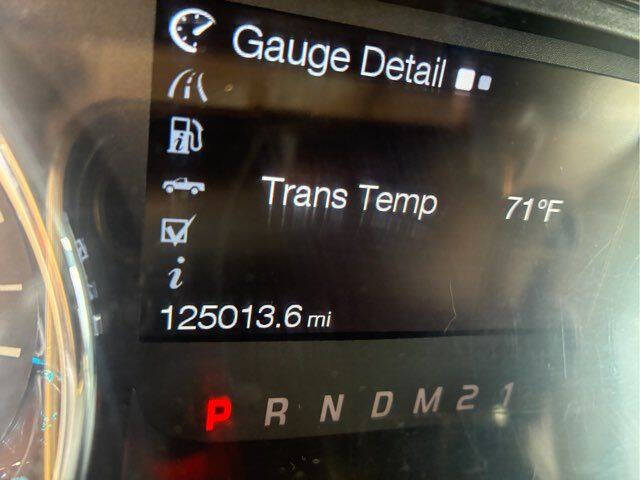 Gauge Detail
Trans Temp 71°F
125013.6 mi
P R N D M 2 1